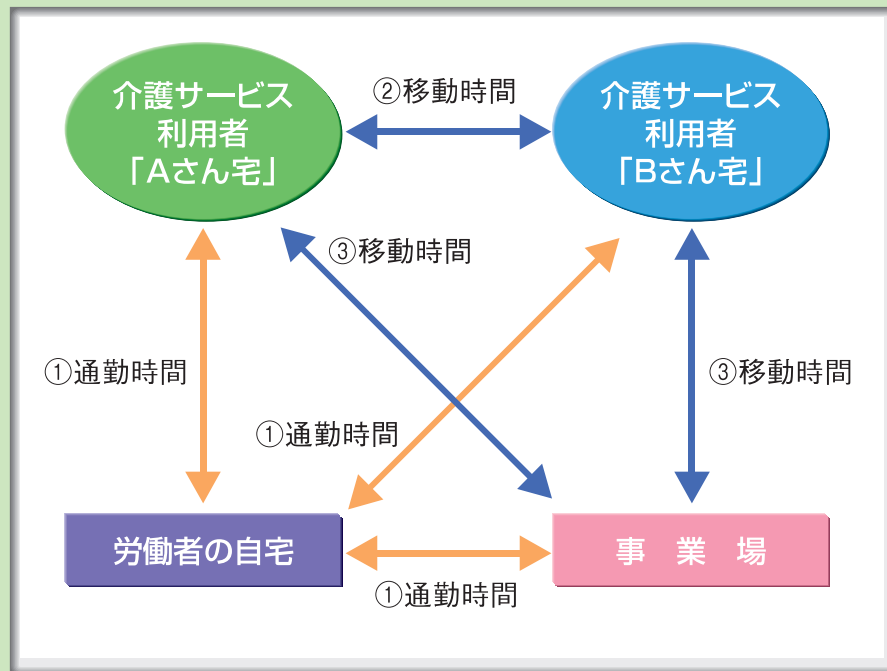 介護サービス
利用者
「Aさん宅」
②移動時間
介護サービス
利用者
「Bさん宅」
③移動時間
①通勤時間
③移動時間
①通勤時間
労働者の自宅
事 業 場
①通勤時間